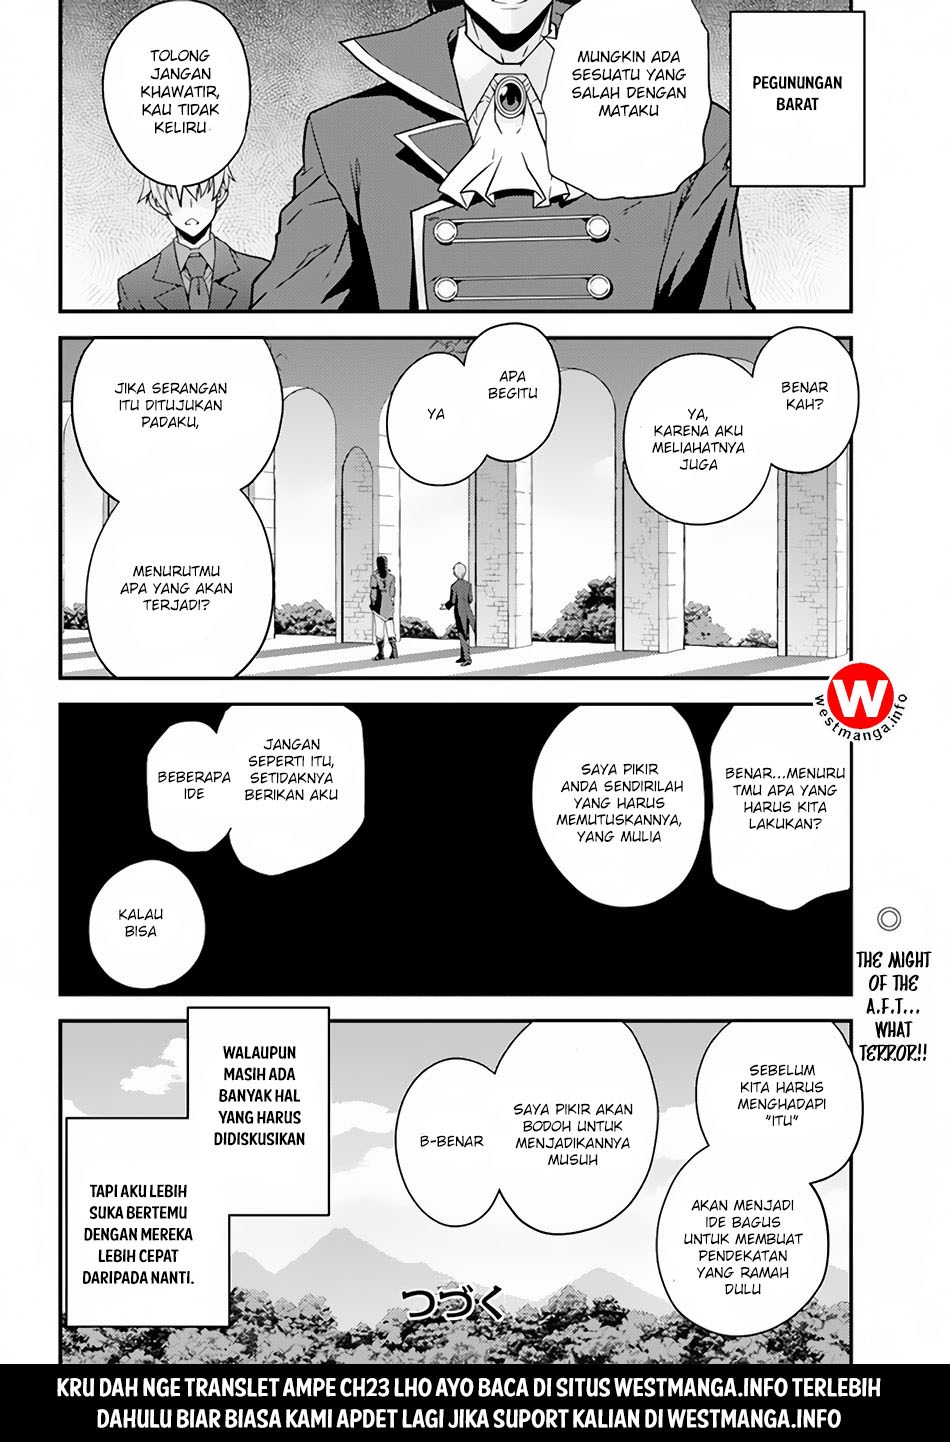 PEGUNUNGAN
BARAT
MUNGKIN ADA
SESUATU YANG
SALAH DENGAN
MATAKU
TOLONG
JANGAN
KHAWATIR,
KAU TIDAK
KELIRU
BENAR
KAH?
YA,
KARENA AKU
MELIAHATNYA
JUGA
APA
BEGITU
YA
JIKA SERANGAN
ITU DITUJUKAN
PADAKU,
MENURUTMU
APA YANG AKAN
TERJADI?
W
westmanga.info
BENAR...MENURU
TMU APA YANG
HARUS KITA
LAKUKAN?
SAYA PIKIR
ANDA SENDIRILAH
YANG HARUS
MEMUTUSKANNYA,
YANG MULIA
JANGAN
SEPERTI ITU,
SETIDAKNYA
BERIKAN AKU
BEBERAPA
IDE
KALAU
BISA
THE MIGHT
OF THE
A.F.T...
WHAT
TERROR!!
SEBELUM
KITA HARUS
MENGHADAPI
"ITU"
AKAN MENJADI
IDE BAGUS
UNTUK MEMBUAT
PENDEKATAN
YANG RAMAH
DULU
SAYA PIKIR AKAN
BODOH UNTUK
MENJADIKANNYA
MUSUH
B-BENAR
WALAUPUN
MASIH ADA
BANYAK HAL
YANG HARUS
DIDISKUSIKAN
TAPI AKU LEBIH
SUKA BERTEMU
DENGAN MEREKA
LEBIH CEPAT
DARIPADA NANTI.
つづく
KRU DAH NGE TRANSLET AMPE CH23 LHO AYO BACA DI SITUS WESTMANGA.INFO TERLEBIH
DAHULU BIAR BIASA KAMI APDET LAGI JIKA SUPORT KALIAN DI WESTMANGA.INFO